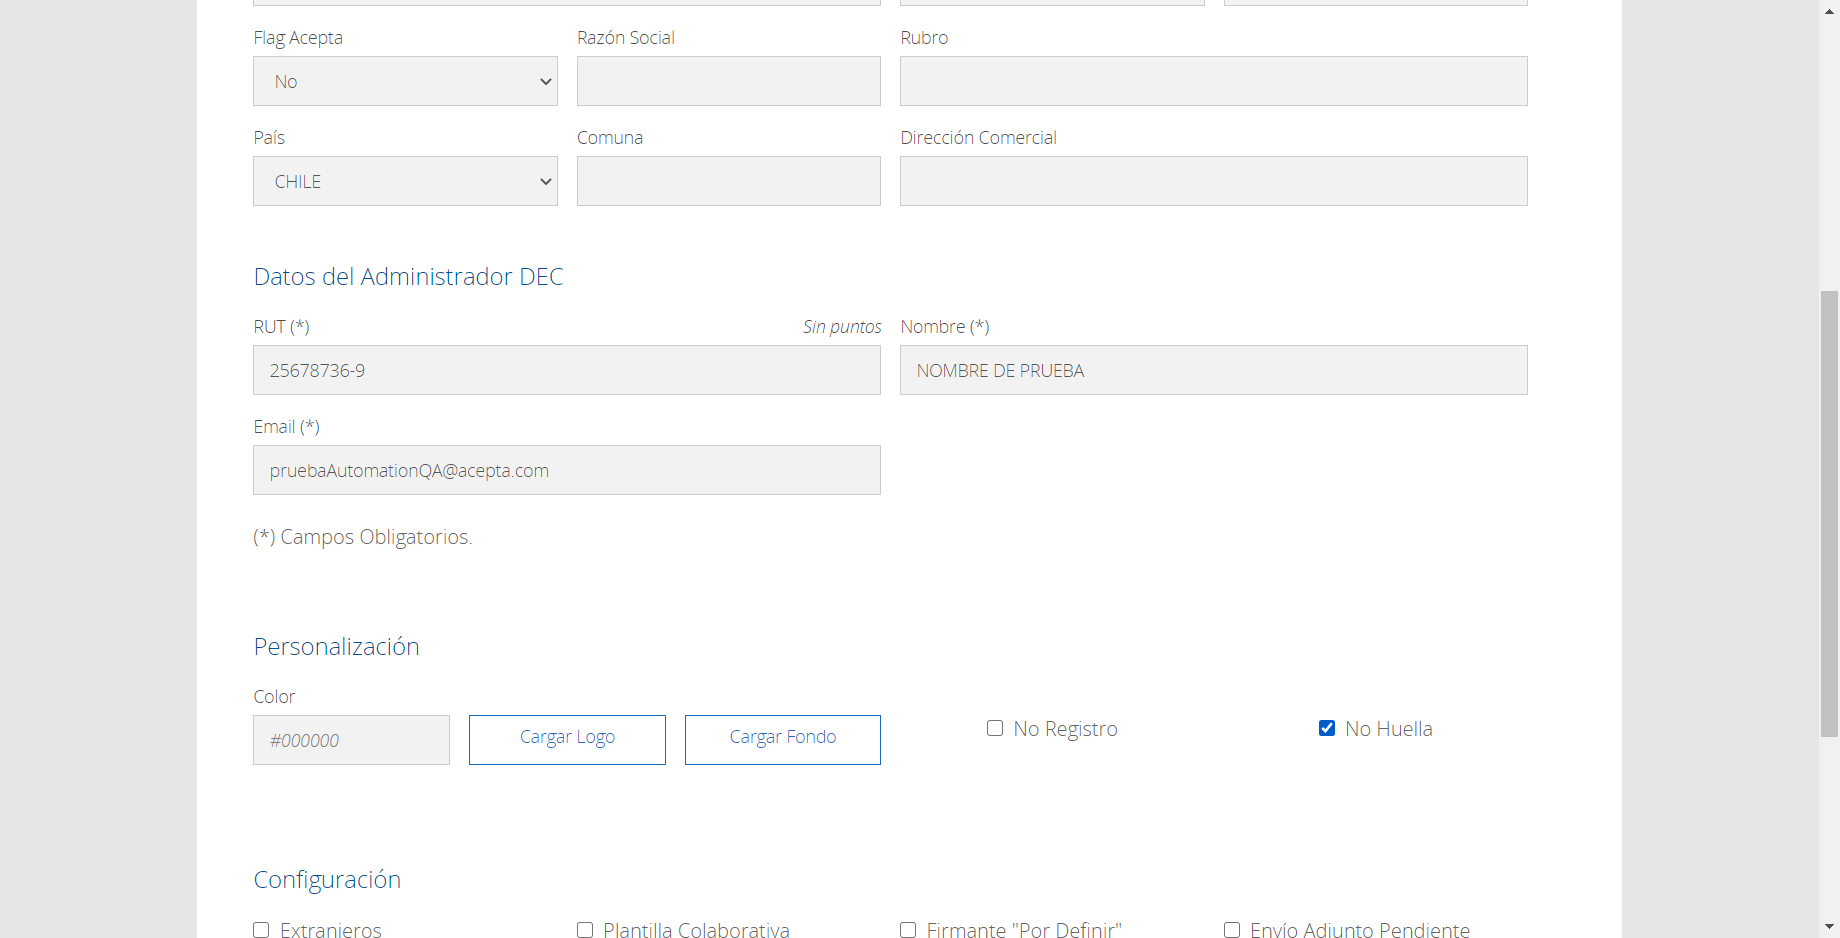 Flag Acepta Razón Social Rubro
No
País Comuna Dirección Comercial
CHILE
Datos del Administrador DEC
RUT (*) Sin puntos Nombre (*)
25678736-9 NOMBRE DE PRUEBA
Email (*)
pruebaAutomationQA@acepta.com
(*) Campos Obligatorios.
Personalización
Color
#000000 Cargar Logo Cargar Fondo No Registro No Huella
Configuración
Extranjeros Plantilla Colaborativa Firmante "Por Definir" Envío Adjunto Pendiente